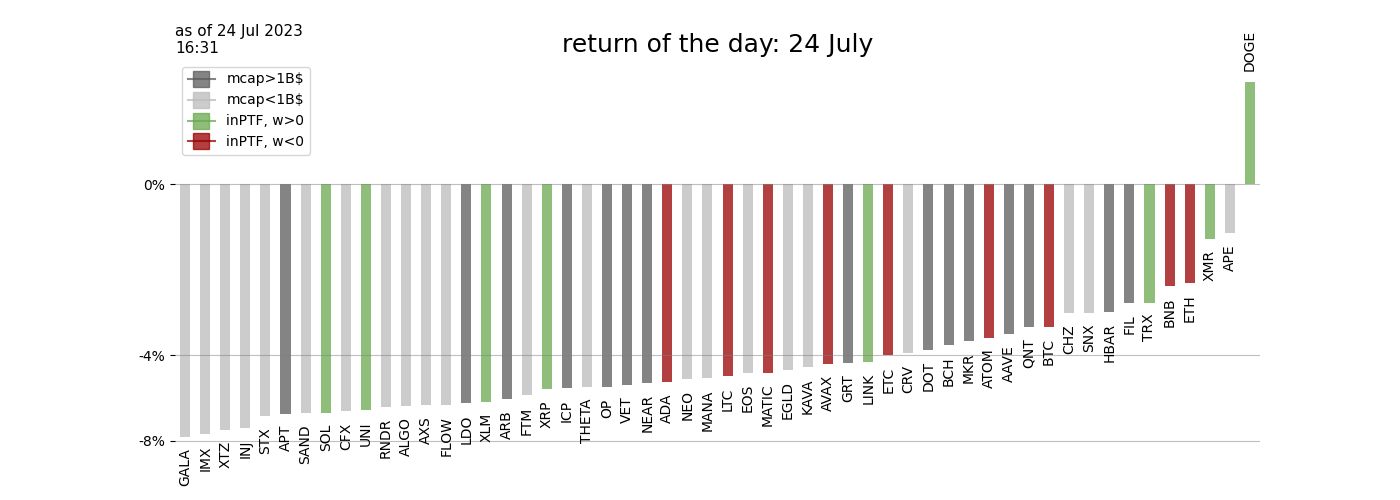 as of 24 Jul 2023
16:31
return of the day: 24 July
mcap>1B$
mcap<1B$
inPTF, w>0
inPTF, w<0
0%
-4%
-8%
GALA
IMX
XTZ
INJ
STX
APT
SAND
SOL
CFX
UNI
RNDR
ALGO
AXS
FLOW
LDO
XLM
ARB
FTM
XRP
ICP
THETA
OP
VET
NEAR
ADA
NEO
MANA
LTC
EOS
MATIC
EGLD
KAVA
AVAX
GRT
LINK
ETC
CRV
DOT
BCH
MKR
ATOM
AAVE
QNT
BTC
CHZ
SNX
HBAR
FIL
TRX
BNB
ETH
XMR
APE
DOGE